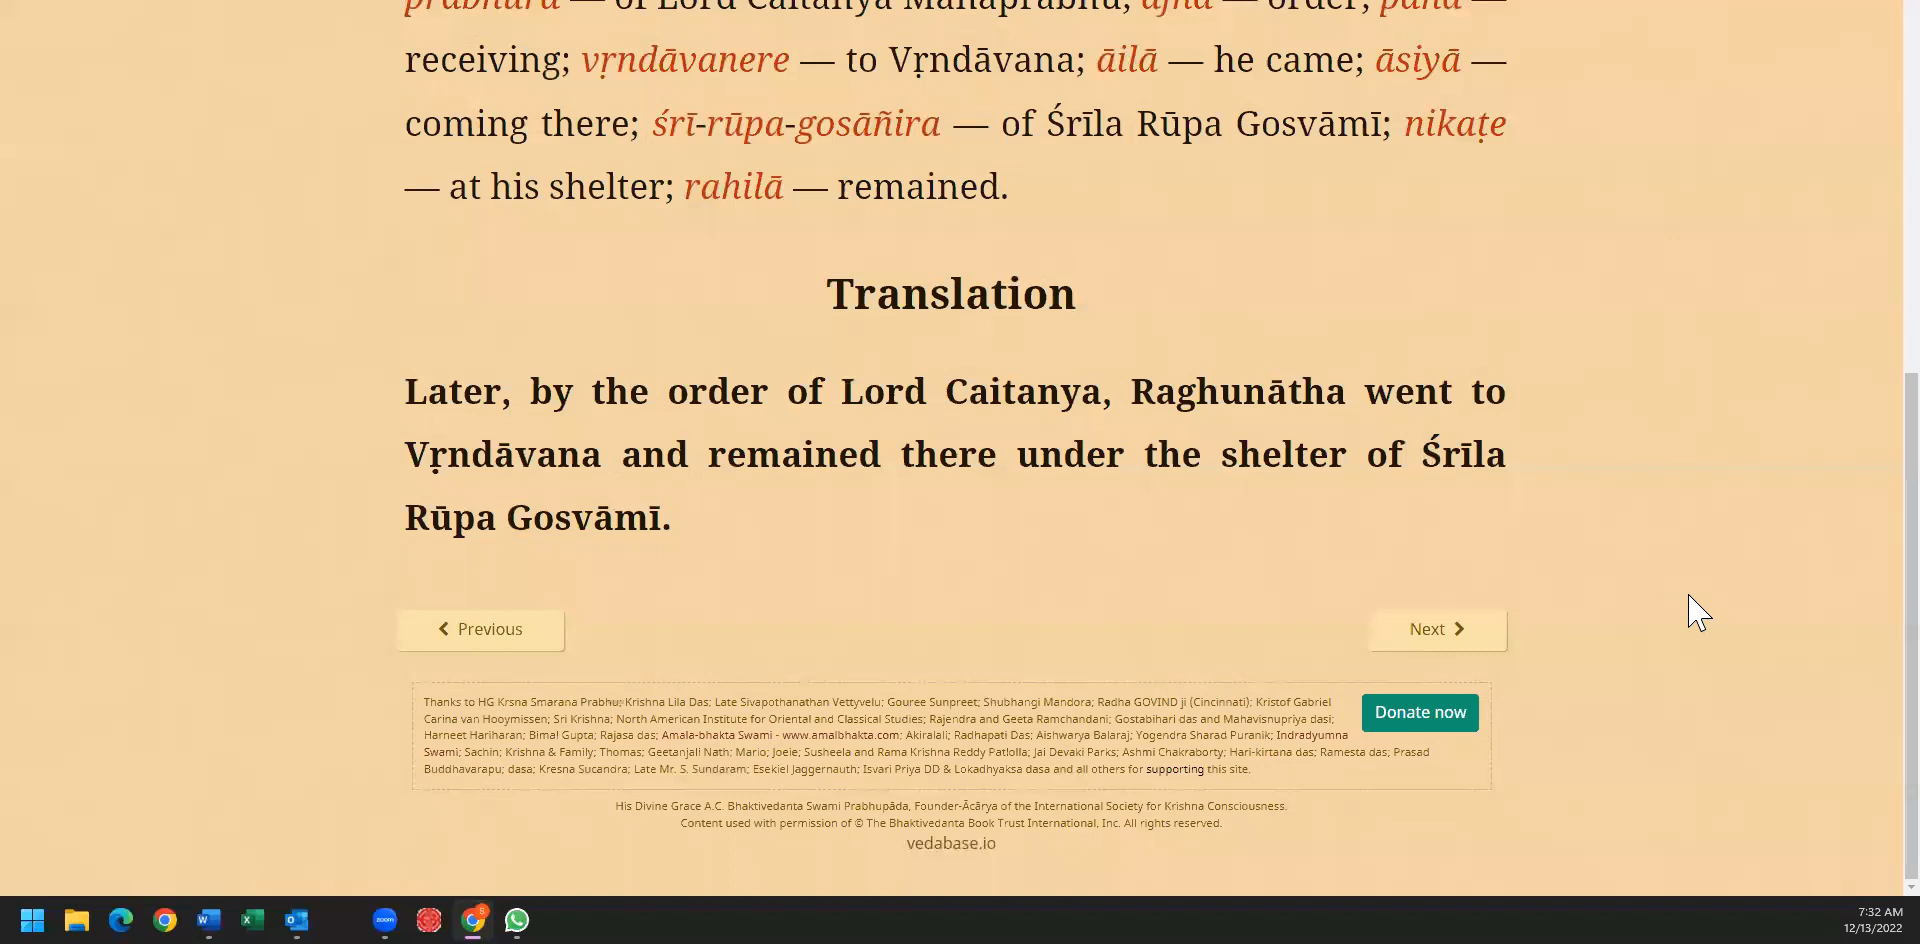 prabhura — of Lord Caitanya Mahāprabhu; ājñā — order; pāñā —
receiving; vṛndāvanere — to Vṛndāvana; āilā — he came; āsiyā —
coming there; śrī-rūpa-gosāñira — of Śrīla Rūpa Gosvāmī; nikaṭe
— at his shelter; rahilā — remained.
Translation
Later, by the order of Lord Caitanya, Raghunātha went to
Vṛndāvana and remained there under the shelter of Śrīla
Rūpa Gosvāmī.
Previous
Next
Thanks to HG Krsna Smarana Prabhu; Krishna Lila Das; Late Sivapothanathan Vettyvelu; Gouree Sunpreet; Shubhangi Mandora; Radha GOVIND ji (Cincinnati); Kristof Gabriel
Carina van Hooymissen; Sri Krishna; North American Institute for Oriental and Classical Studies; Rajendra and Geeta Ramchandani; Gostabihari das and Mahavisnupriya dasi;
Harneet Hariharan; Bimal Gupta; Rajasa das; Amala-bhakta Swami - www.amalbhakta.com; Akiralali; Radhapati Das; Aishwarya Balaraj; Yogendra Sharad Puranik; Indradyumna
Swami; Sachin; Krishna & Family; Thomas; Geetanjali Nath; Mario; Joeie; Susheela and Rama Krishna Reddy Patlolla; Jai Devaki Parks; Ashmi Chakraborty; Hari-kirtana das; Ramesta das; Prasad
Buddhavarapu; dasa; Kresna Sucandra; Late Mr. S. Sundaram; Esekiel Jaggernauth; Isvari Priya DD & Lokadhyaksa dasa and all others for supporting this site.
Donate now
His Divine Grace A.C. Bhaktivedanta Swami Prabhupāda, Founder-Ācārya of the International Society for Krishna Consciousness.
Content used with permission of © The Bhaktivedanta Book Trust International, Inc. All rights reserved.
vedabase.io
zoom
7:32 AM
12/13/2022